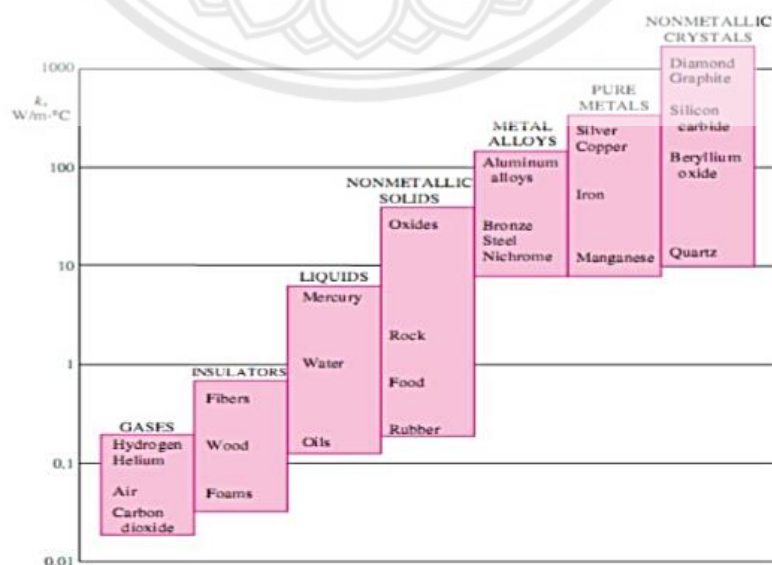 1000
k,
W/m·°C
100
10
1
0.1
0.01
GASES
Hydrogen
Helium
Air
Carbon
dioxide
INSULATORS
Fibers
Wood
Foams
LIQUIDS
Mercury
Water
Oils
NONMETALLIC
SOLIDS
Oxides
Rock
Food
Rubber
METAL
ALLOYS
Aluminum
alloys
Bronze
Steel
Nichrome
PURE
METALS
Silver
Copper
Iron
Manganese
NONMETALLIC
CRYSTALS
Diamond
Graphite
Silicon
carbide
Beryllium
oxide
Quartz